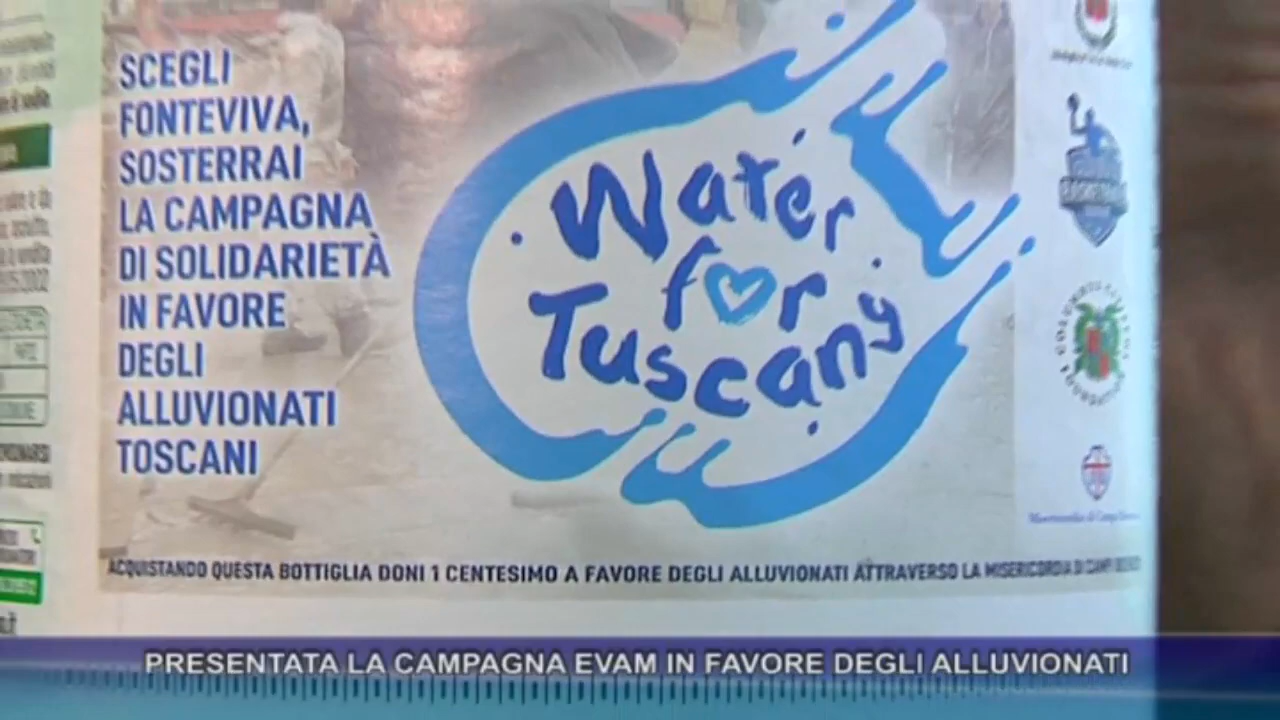 SCEGLI
FONTEVIVA,
SOSTERRAI
LA CAMPAGNA
DI SOLIDARIETÀ
IN FAVORE
DEGLI
ALLUVIONATI
TOSCANI
Water
for
Tuscany
ACQUISTANDO QUESTA BOTTIGLIA DONI 1 CENTESIMO A FAVORE DEGLI ALLUVIONATI ATTRAVERSO LA MISERICORDIA DI
PRESENTATA LA CAMPAGNA EVAM IN FAVORE DEGLI ALLUVIONATI